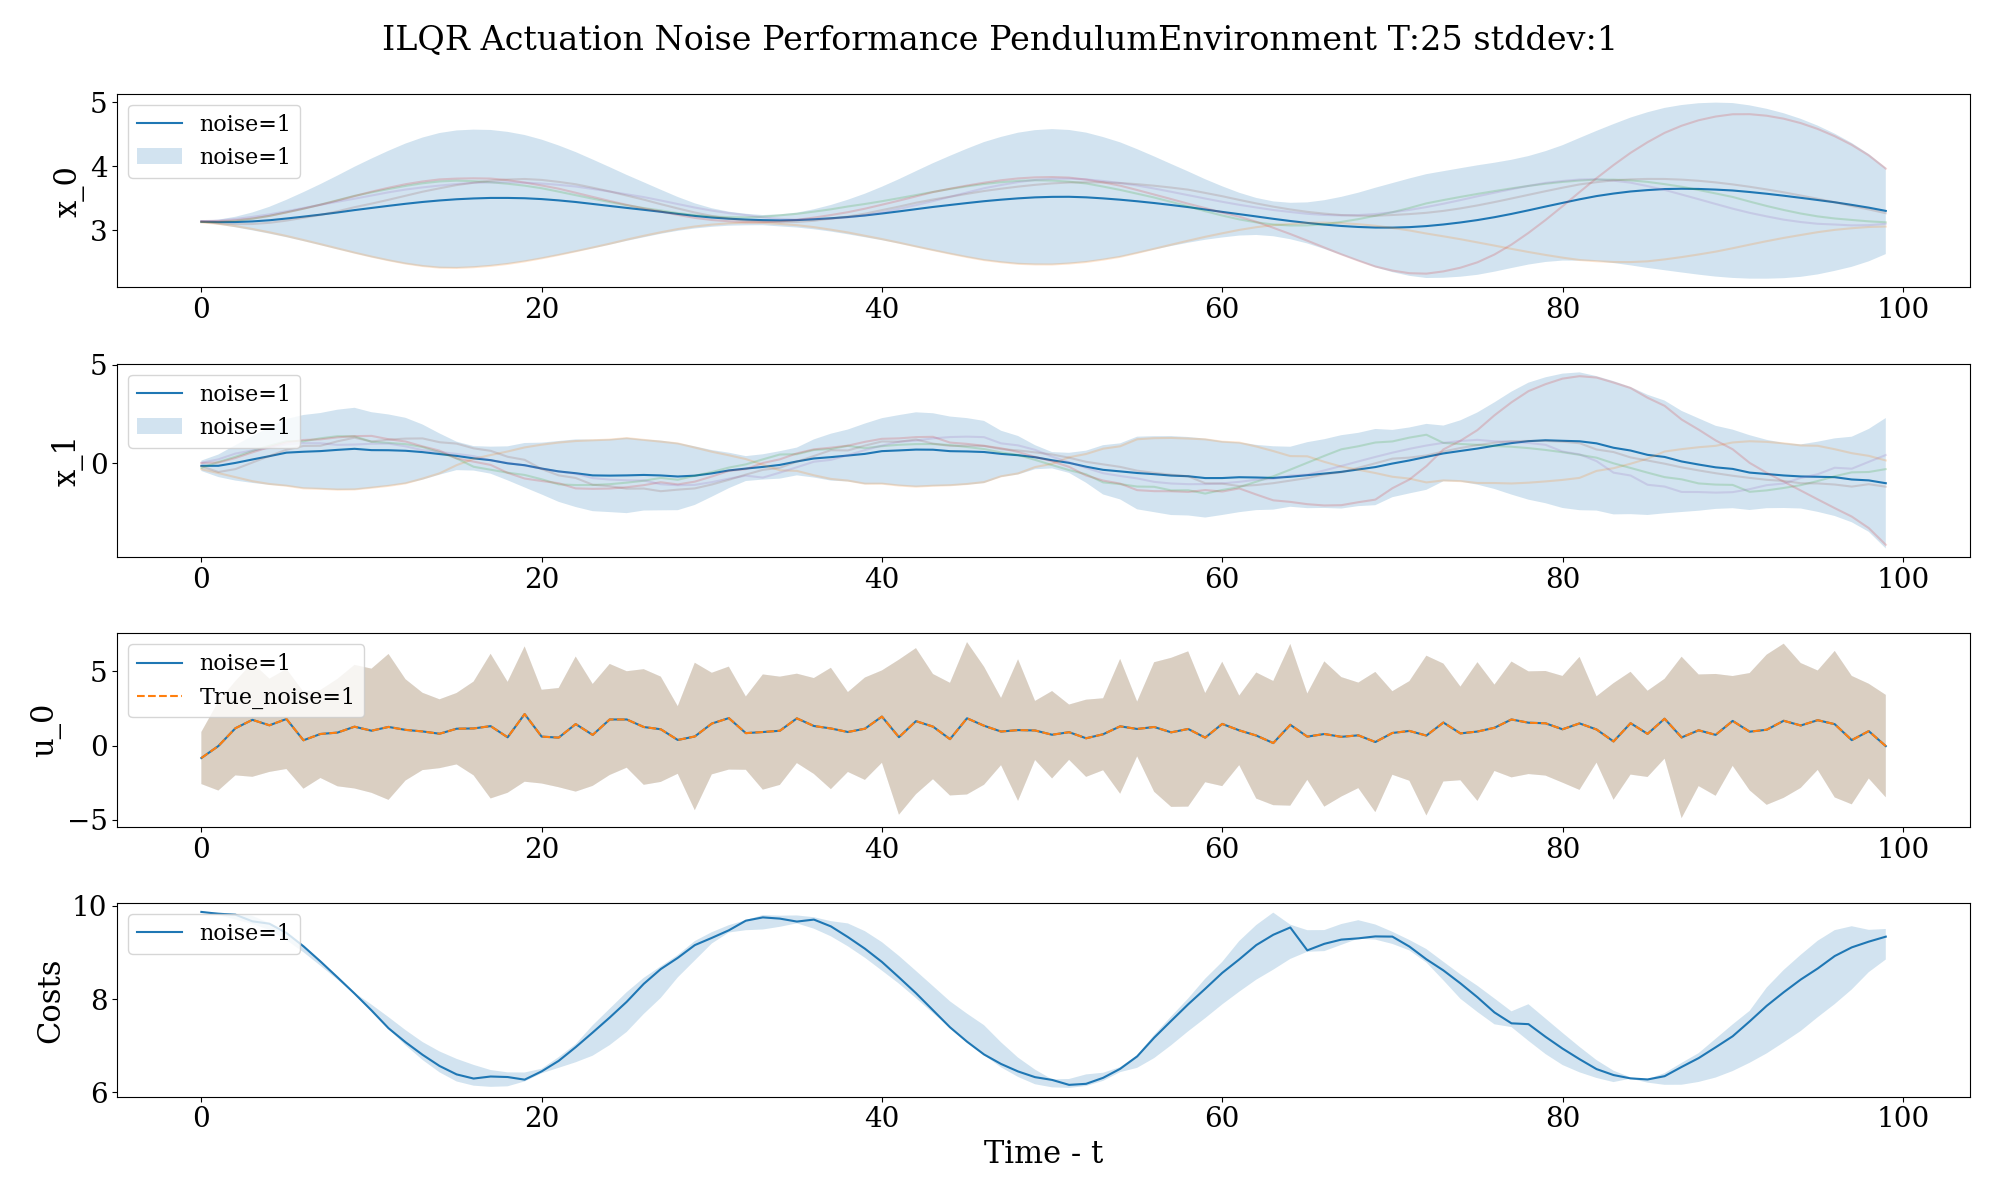 ILQR Actuation Noise Performance PendulumEnvironment T:25 stddev:1
5
4
3
x_0
noise=1
noise=1
0 20 40 60 80 100
5
0
x_1
noise=1
noise=1
0 20 40 60 80 100
5
0
−5
u_0
noise=1
True_noise=1
0 20 40 60 80 100
10
8
6
Costs
noise=1
0 20 40 60 80 100
Time - t